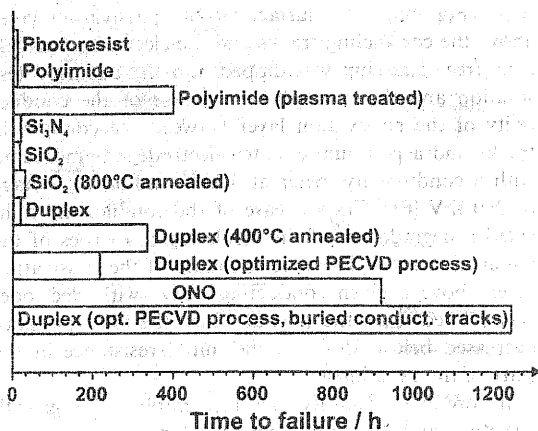 Photoresist
Polyimide
Polyimide (plasma treated)
Si₃N₄
SiO₂
SiO₂ (800°C annealed)
Duplex
Duplex (400°C annealed)
Duplex (optimized PECVD process)
ONO
Duplex (opt. PECVD process, buried conduct. tracks)
0 200 400 600 800 1000 1200
Time to failure / h